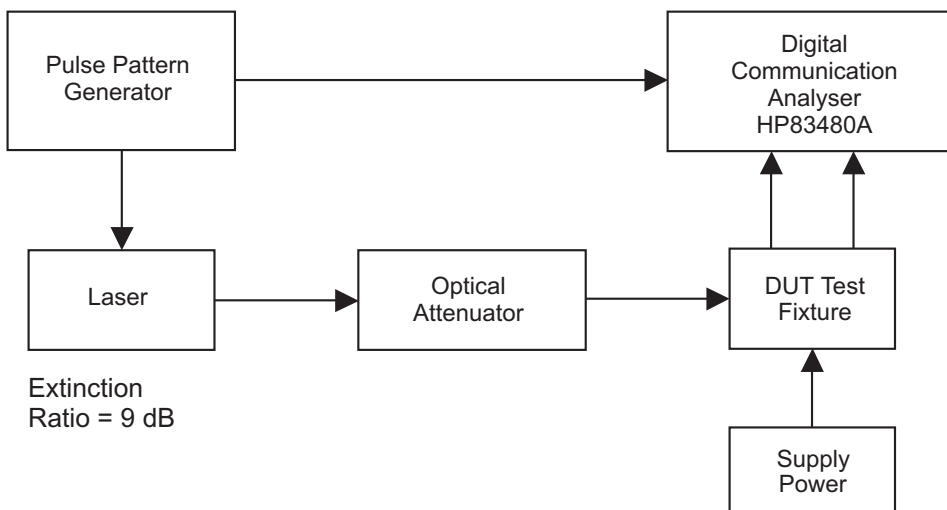 Pulse Pattern
Generator
Digital
Communication
Analyser
HP83480A
Laser
Optical
Attenuator
DUT Test
Fixture
Extinction
Ratio = 9 dB
Supply
Power